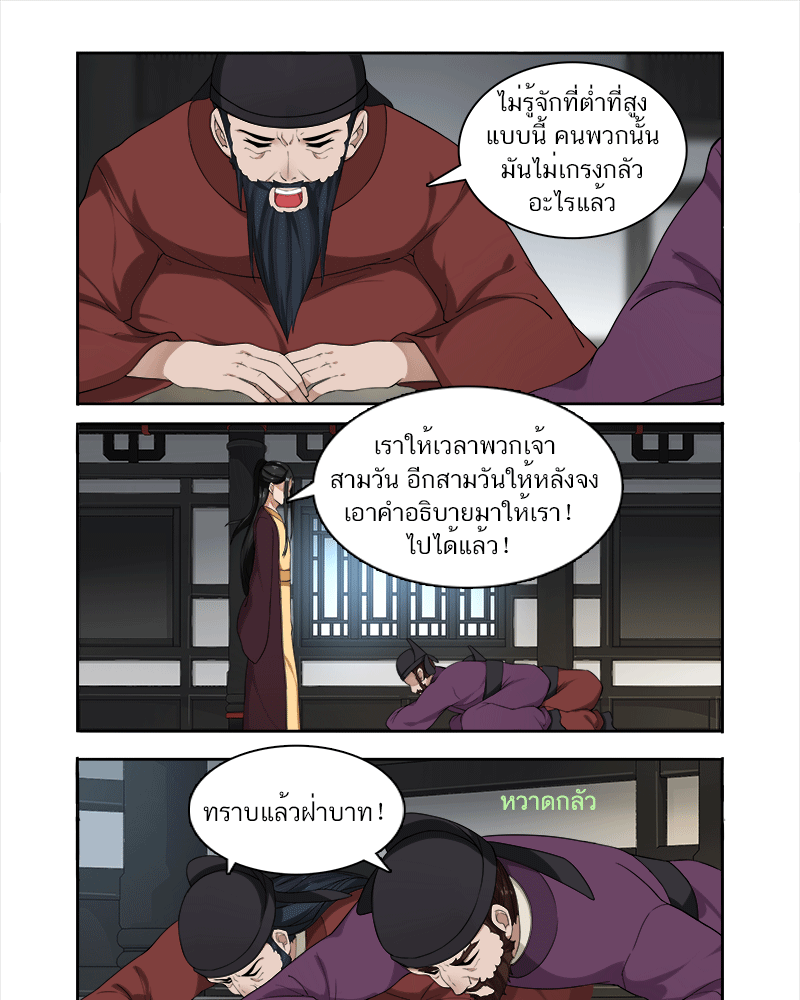 ไม่รู้จักที่ต่ำที่สูง
แบบนี้ คนพวกนั้น
มันไม่เกรงกลัว
อะไรแล้ว
เราให้เวลาพวกเจ้า
สามวัน อีกสามวันให้หลังจง
เอาคำอธิบายมาให้เรา!
ไปได้แล้ว!
ทราบแล้วฝ่าบาท!
หวาดกลัว